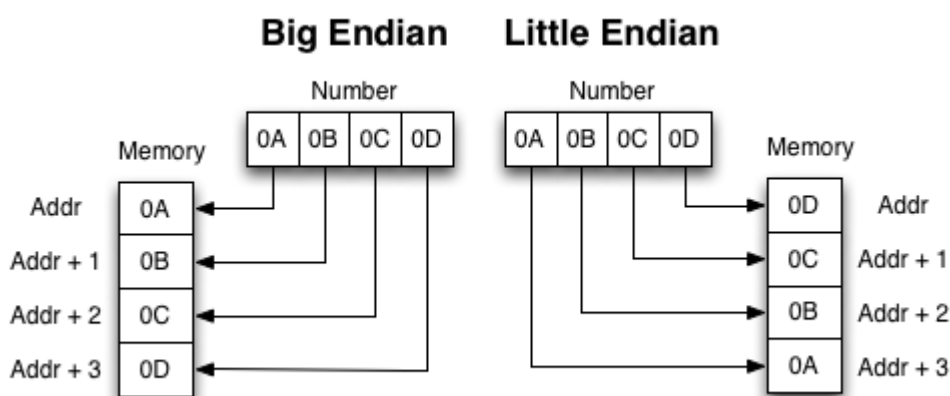 Big Endian
Number
0A 0B 0C 0D
Memory
Addr 0A
Addr + 1 0B
Addr + 2 0C
Addr + 3 0D
Little Endian
Number
0A 0B 0C 0D
Memory
0D Addr
0C Addr + 1
0B Addr + 2
0A Addr + 3